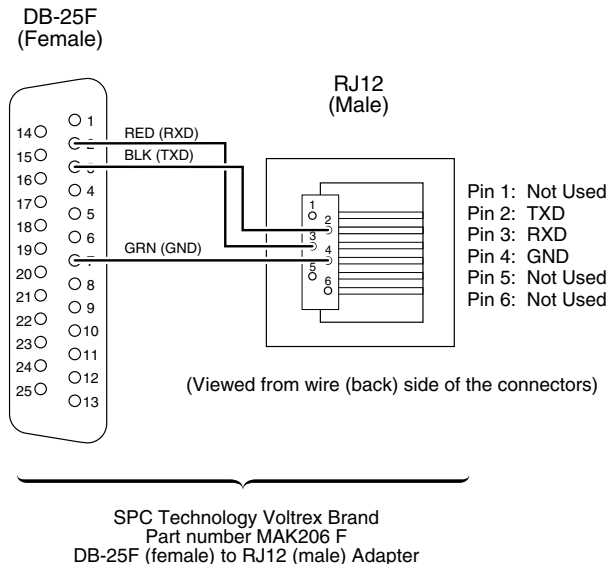 DB-25F
(Female)
RJ12
(Male)
1
14
2
RED (RXD)
15
3
BLK (TXD)
16
4
17
5
18
6
19
7
GRN (GND)
20
8
21
9
22
10
23
11
24
12
25
13
1
2
3
4
5
6
Pin 1: Not Used
Pin 2: TXD
Pin 3: RXD
Pin 4: GND
Pin 5: Not Used
Pin 6: Not Used
(Viewed from wire (back) side of the connectors)
SPC Technology Voltrex Brand
Part number MAK206 F
DB-25F (female) to RJ12 (male) Adapter